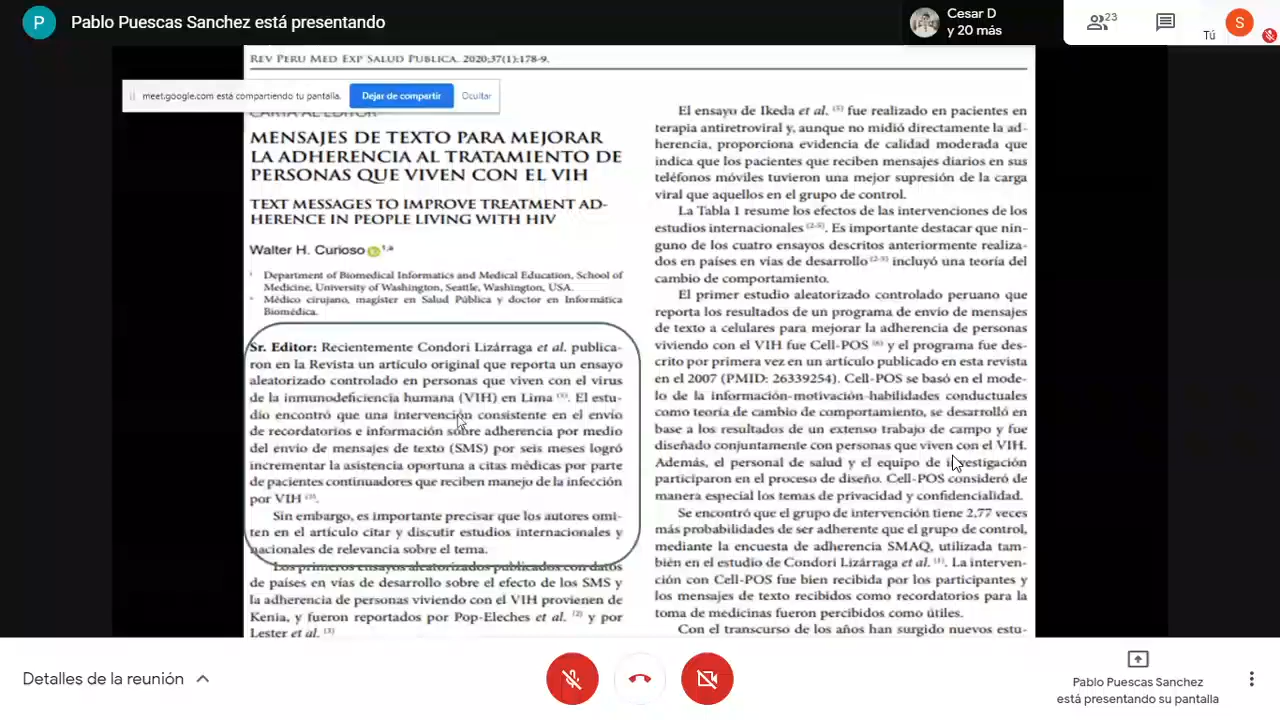 P Pablo Puescas Sanchez está presentando
Cesar D
y 20 más
23
Tú
S
REV PERU MED EXP SALUD PUBLICA. 2020;37(1):178-9.
meet.google.com está compartiendo tu pantalla.
Dejar de compartir
Ocultar
CARTA AL EDITOR
MENSAJES DE TEXTO PARA MEJORAR
LA ADHERENCIA AL TRATAMIENTO DE
PERSONAS QUE VIVEN CON EL VIH
TEXT MESSAGES TO IMPROVE TREATMENT AD-
HERENCE IN PEOPLE LIVING WITH HIV
Walter H. Curioso 1,a
Department of Biomedical Informatics and Medical Education, School of
Medicine, University of Washington, Seattle, Washington, USA.
Médico cirujano, magíster en Salud Pública y doctor en Informática
Biomédica.
Sr. Editor: Recientemente Condori Lizárraga et al. publica-
ron en la Revista un artículo original que reporta un ensayo
aleatorizado controlado en personas que viven con el virus
de la inmunodeficiencia humana (VIH) en Lima (1). El estu-
dio encontró que una intervención consistente en el envío
de recordatorios e información sobre adherencia por medio
del envío de mensajes de texto (SMS) por seis meses logró
incrementar la asistencia oportuna a citas médicas por parte
de pacientes continuadores que reciben manejo de la infección
por VIH (1).
Sin embargo, es importante precisar que los autores omi-
ten en el artículo citar y discutir estudios internacionales y
nacionales de relevancia sobre el tema.
Los primeros ensayos aleatorizados publicados con datos
de países en vías de desarrollo sobre el efecto de los SMS y
la adherencia de personas viviendo con el VIH provienen de
Kenia, y fueron reportados por Pop-Eleches et al. (2) y por
Lester et al. (3)
El ensayo de Ikeda et al. (5) fue realizado en pacientes en
terapia antiretroviral y, aunque no midió directamente la ad-
herencia, proporciona evidencia de calidad moderada que
indica que los pacientes que reciben mensajes diarios en sus
teléfonos móviles tuvieron una mejor supresión de la carga
viral que aquellos en el grupo de control.
La Tabla 1 resume los efectos de las intervenciones de los
estudios internacionales (2-5). Es importante destacar que nin-
guno de los cuatro ensayos descritos anteriormente realiza-
dos en países en vías de desarrollo (2-5) incluyó una teoría del
cambio de comportamiento.
El primer estudio aleatorizado controlado peruano que
reporta los resultados de un programa de envío de mensajes
de texto a celulares para mejorar la adherencia de personas
viviendo con el VIH fue Cell-POS (6) y el programa fue des-
crito por primera vez en un artículo publicado en esta revista
en el 2007 (PMID: 26339254). Cell-POS se basó en el mode-
lo de la información-motivación-habilidades conductuales
como teoría de cambio de comportamiento, se desarrolló en
base a los resultados de un extenso trabajo de campo y fue
diseñado conjuntamente con personas que viven con el VIH.
Además, el personal de salud y el equipo de investigación
participaron en el proceso de diseño. Cell-POS consideró de
manera especial los temas de privacidad y confidencialidad.
Se encontró que el grupo de intervención tiene 2,77 veces
más probabilidades de ser adherente que el grupo de control,
mediante la encuesta de adherencia SMAQ, utilizada tam-
bién en el estudio de Condori Lizárraga et al. (1). La interven-
ción con Cell-POS fue bien recibida por los participantes y
los mensajes de texto recibidos como recordatorios para la
toma de medicinas fueron percibidos como útiles.
Con el transcurso de los años han surgido nuevos estu-
Detalles de la reunión
Pablo Puescas Sanchez
está presentando su pantalla